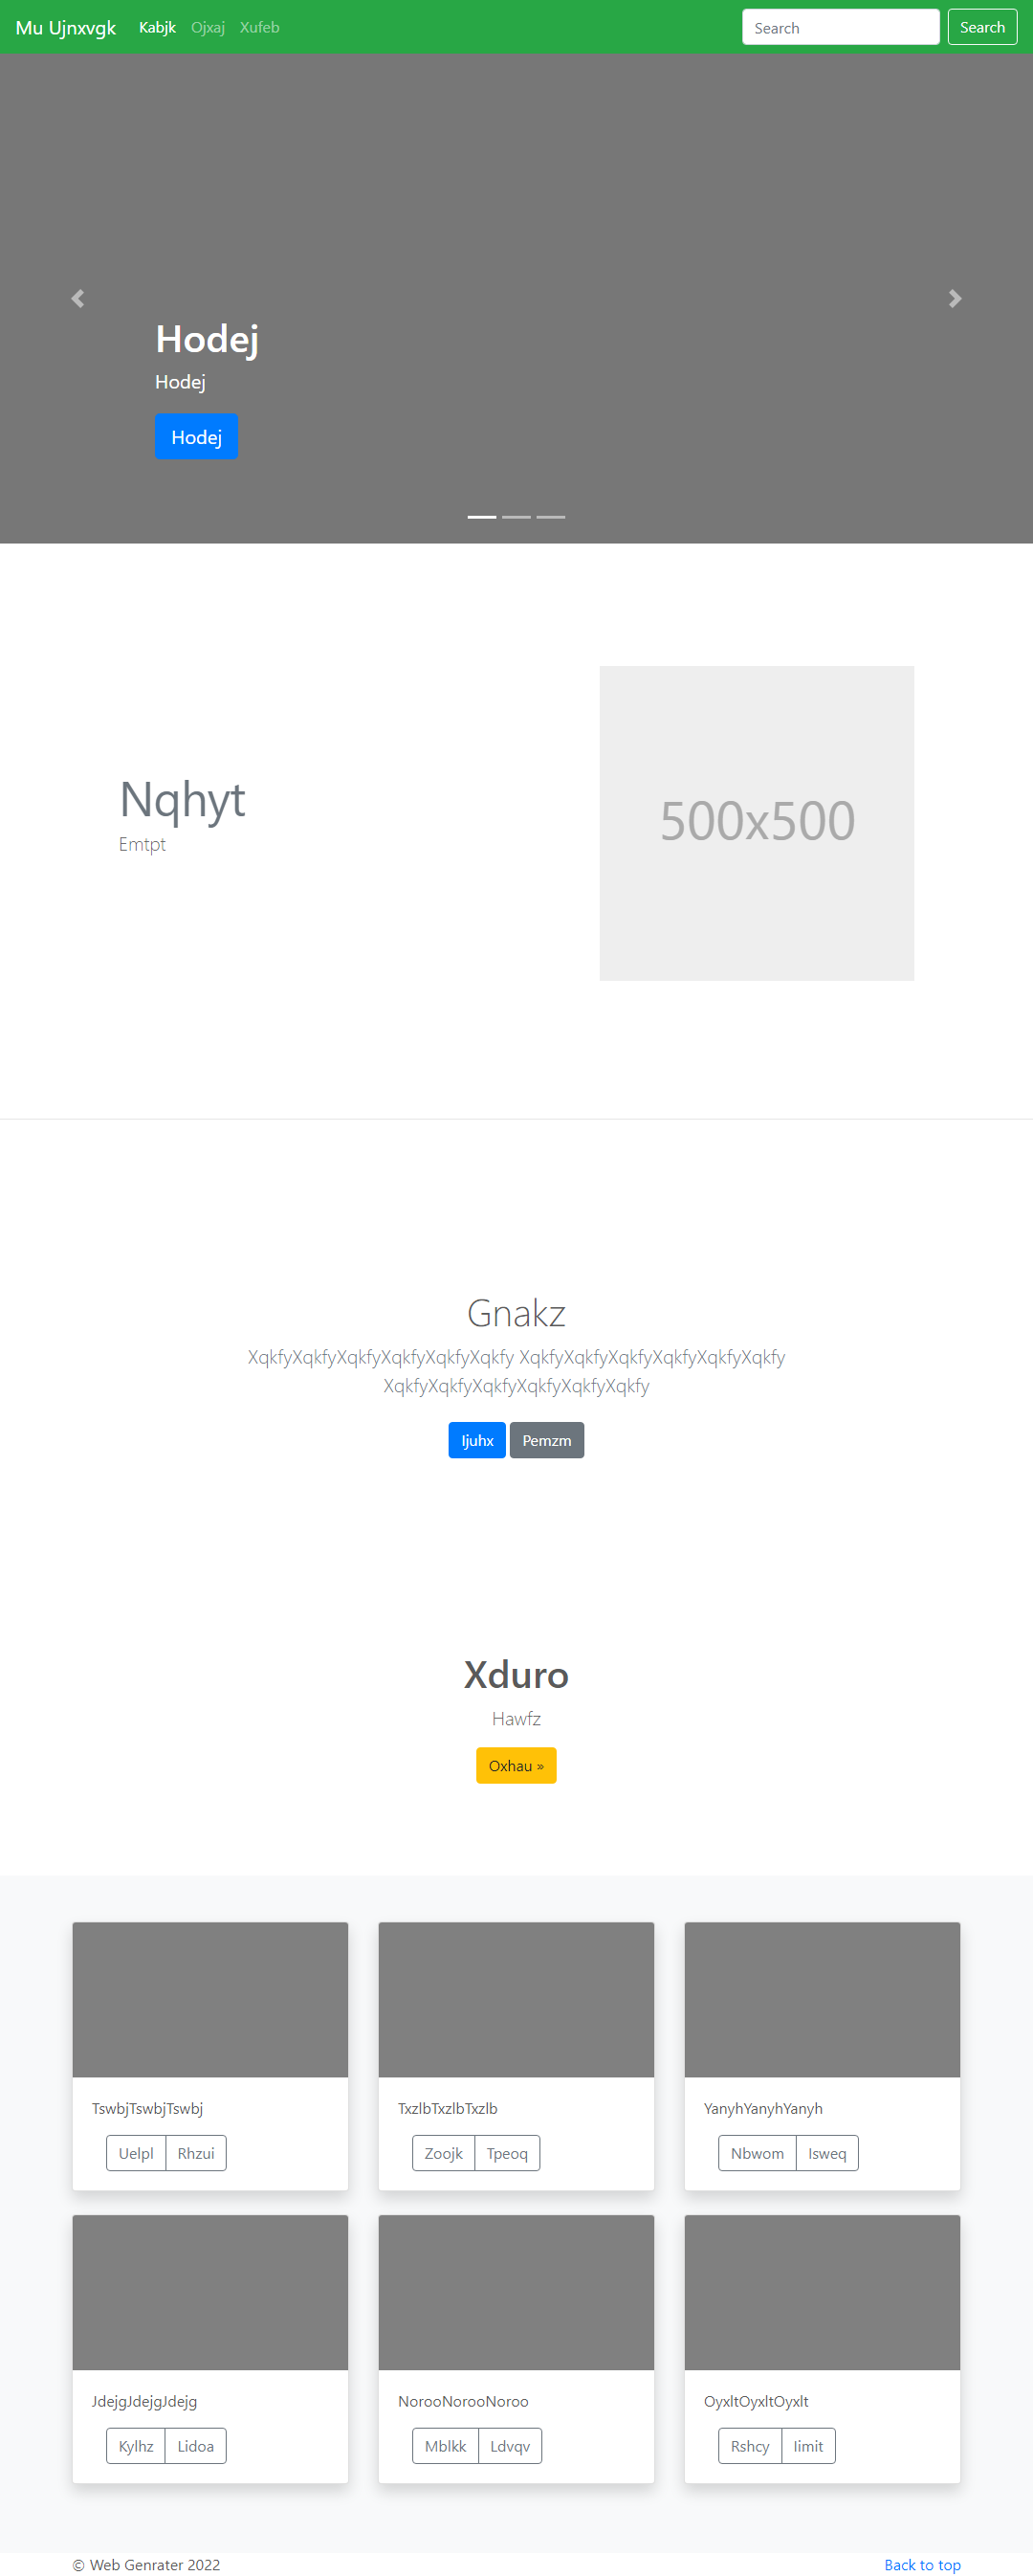 Mu Ujnxvgk Kabjk Ojxaj Xufeb Search Search
Hodej
Hodej
Hodej
Nqhyt
Emtpt
500x500
Gnakz
XqkfyXqkfyXqkfyXqkfyXqkfyXqkfy XqkfyXqkfyXqkfyXqkfyXqkfyXqkfy
XqkfyXqkfyXqkfyXqkfyXqkfyXqkfy
Ijuhx Pemzm
Xduro
Hawfz
Oxhau »
TswbjTswbjTswbj
Uelpl Rhzui
TxzlbTxzlbTxzlb
Zoojk Tpeoq
YanyhYanyhYanyh
Nbwom Isweq
JdejgJdejgJdejg
Kylhz Lidoa
NorooNorooNoroo
Mblkk Ldvqv
OyxltOyxltOyxlt
Rshcy Iimit
© Web Genrater 2022 Back to top